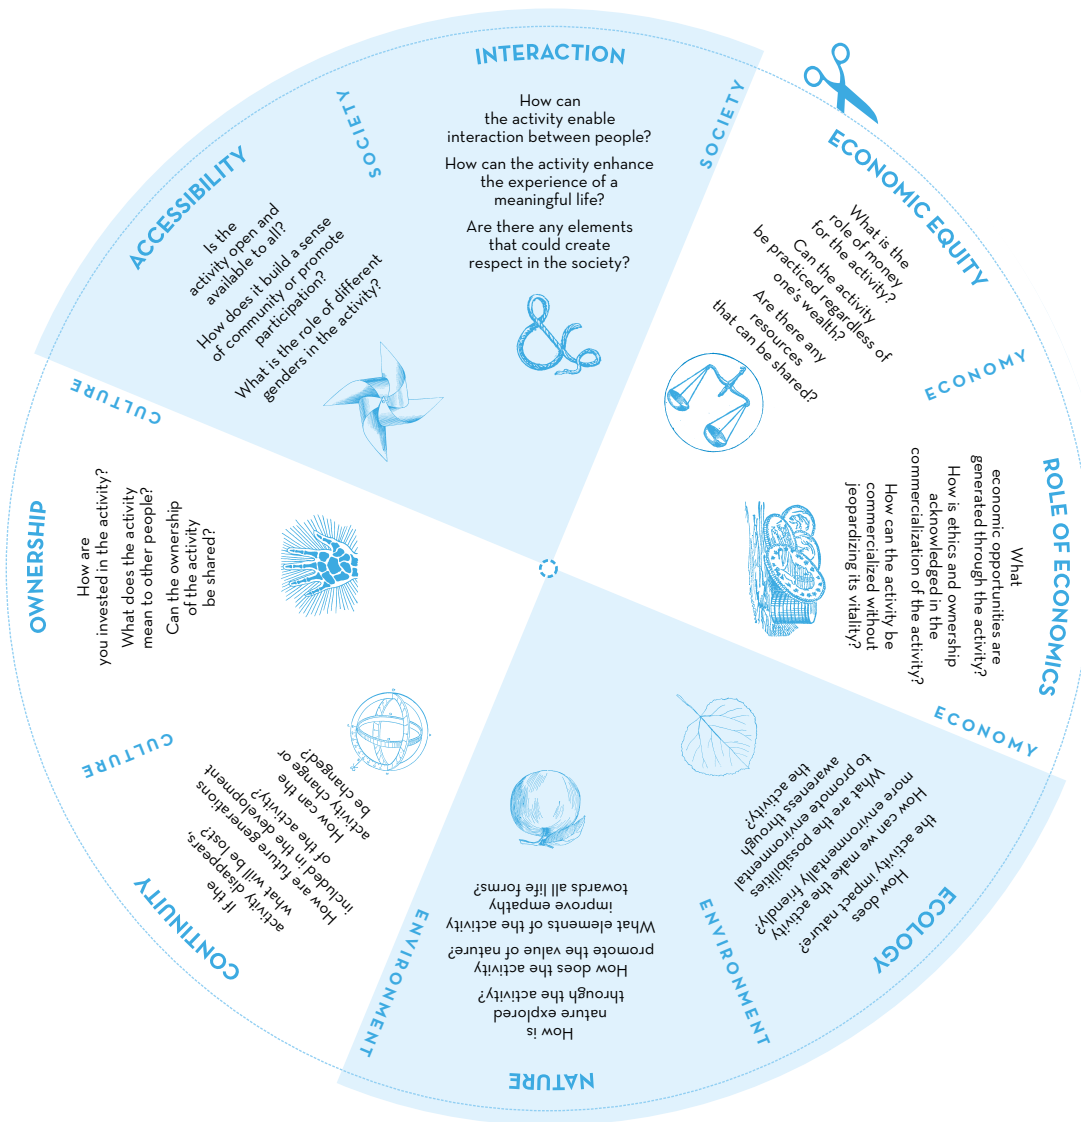 INTERACTION
How can
the activity enable
interaction between people?
How can the activity enhance
the experience of a
meaningful life?
Are there any elements
that could create
respect in the society?
SOCIETY
ECONOMIC EQUITY
What is the
role of money
for the activity?
Can the activity
be practiced regardless of
one's wealth?
Are there any
resources
that can be shared?
ECONOMY
ROLE OF ECONOMICS
What
economic opportunities are
generated through the activity?
How is ethics and ownership
acknowledged in the
commercialization of the activity?
How can the activity be
commercialized without
jeopardizing its vitality?
ECONOMY
ECOLOGY
How does
the activity impact nature?
How can we make the activity
more environmentally friendly?
What are the possibilities
to promote environmental
awareness through
the activity?
ENVIRONMENT
NATURE
How is
nature explored
through the activity?
How does the activity
promote the value of nature?
What elements of the activity
improve empathy
towards all life forms?
ENVIRONMENT
CONTINUITY
If the
activity disappears,
what will be lost?
How are future generations
included in the development
of the activity?
How can the
activity change or
be changed?
CULTURE
OWNERSHIP
How are
you invested in the activity?
What does the activity
mean to other people?
Can the ownership
of the activity
be shared?
CULTURE
ACCESSIBILITY
Is the
activity open and
available to all?
How does it build a sense
of community or promote
participation?
What is the role of different
genders in the activity?
SOCIETY